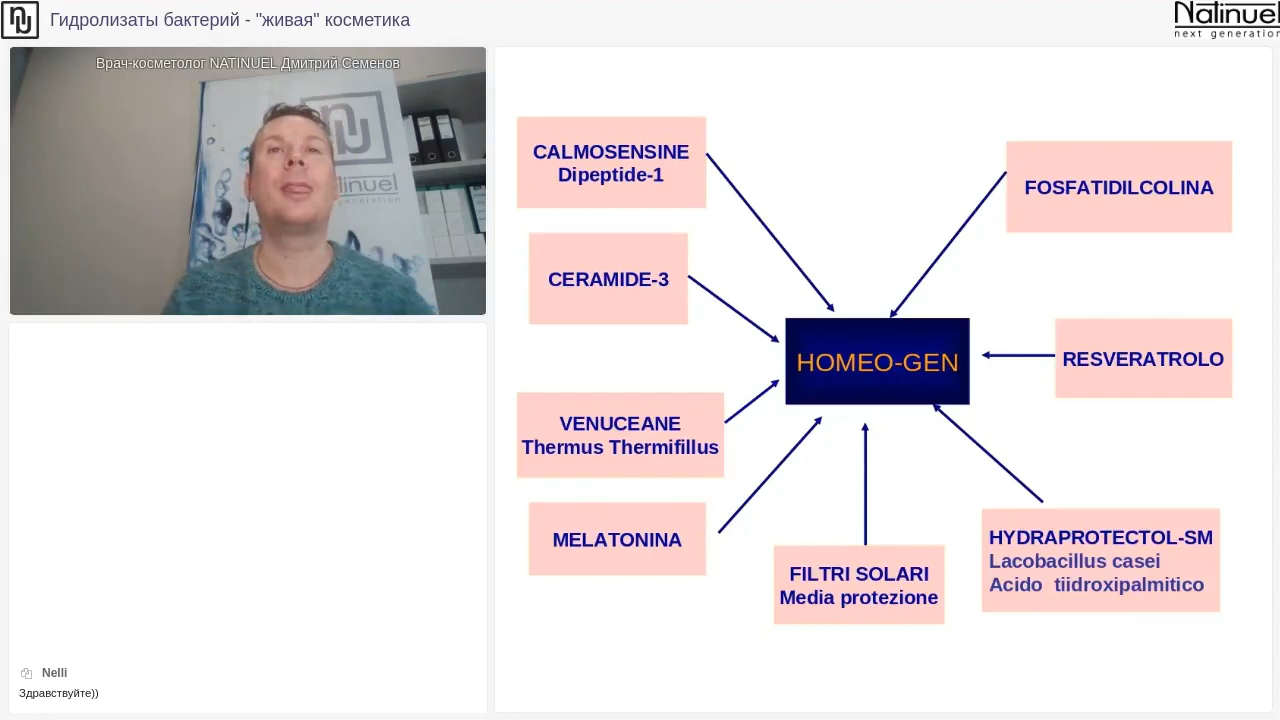 Гидролизаты бактерий - "живая" косметика
Natinuel
next generation
Врач-косметолог NATINUEL Дмитрий Семенов
CALMOSENSINE
Dipeptide-1
FOSFATIDILCOLINA
CERAMIDE-3
HOMEO-GEN
RESVERATROLO
VENUCEANE
Thermus Thermifillus
MELATONINA
FILTRI SOLARI
Media protezione
HYDRAPROTECTOL-SM
Lacobacillus casei
Acido tiidroxipalmitico
Nelli
Здравствуйте))